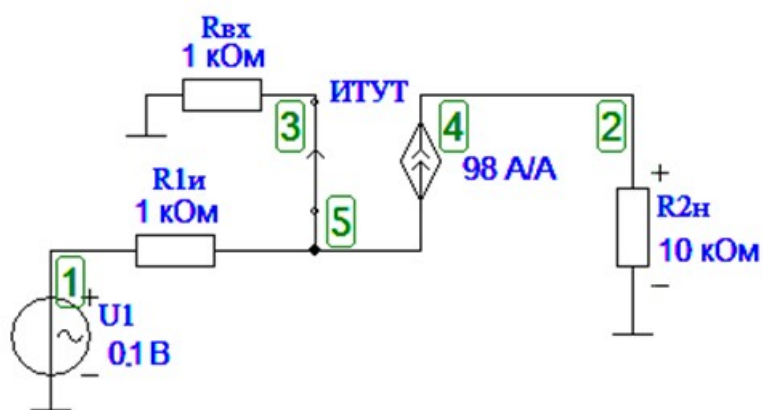 Rвх
1 кОм
ИТУТ
3
4
2
98 А/А
R1и
1 кОм
5
+
R2н
10 кОм
−
1
+
U1
0.1 В
−